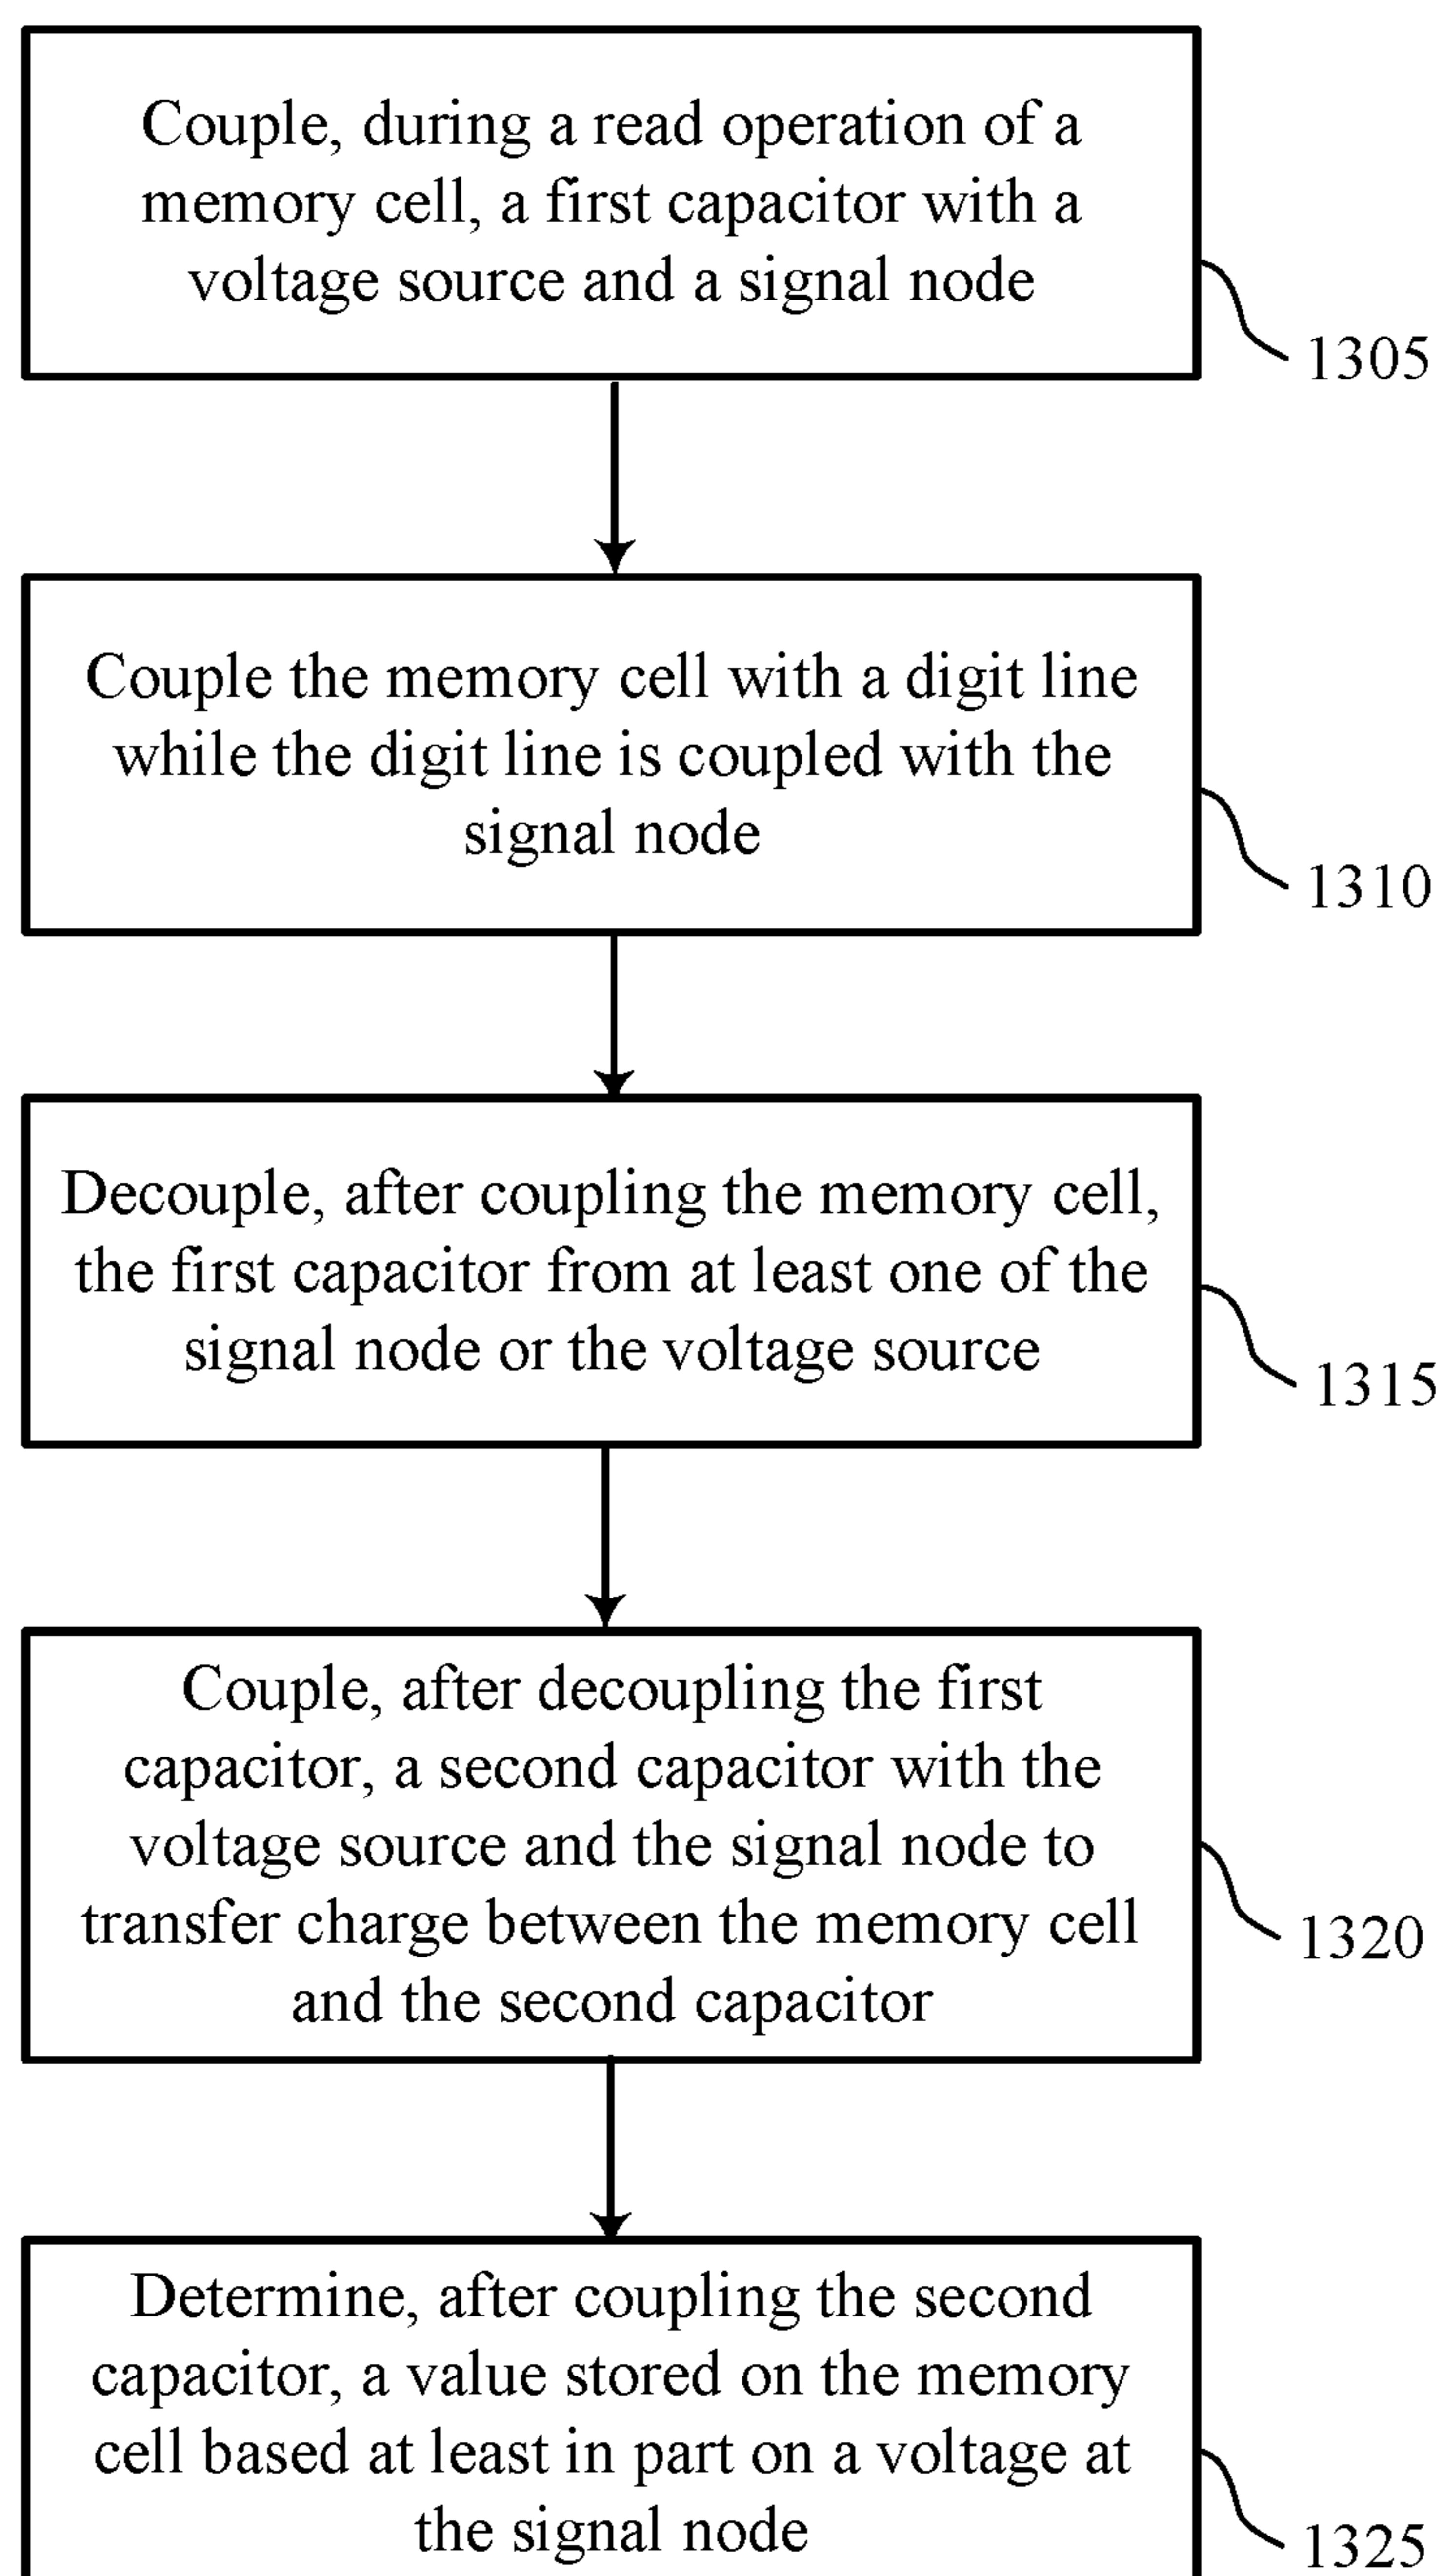 Couple, during a read operation of a
memory cell, a first capacitor with a
voltage source and a signal node
1305
Couple the memory cell with a digit line
while the digit line is coupled with the
signal node
1310
Decouple, after coupling the memory cell,
the first capacitor from at least one of the
signal node or the voltage source
1315
Couple, after decoupling the first
capacitor, a second capacitor with the
voltage source and the signal node to
transfer charge between the memory cell
and the second capacitor
1320
Determine, after coupling the second
capacitor, a value stored on the memory
cell based at least in part on a voltage at
the signal node
1325